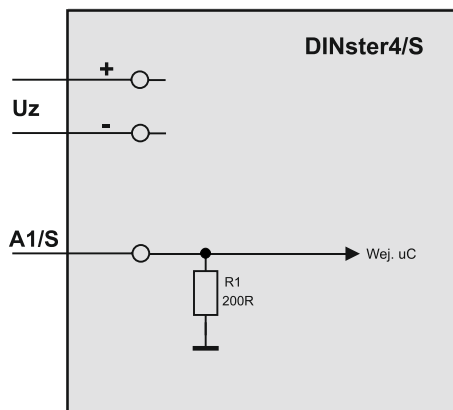 DINster4/S
+
Uz
-
A1/S
Wej. uC
R1
200R